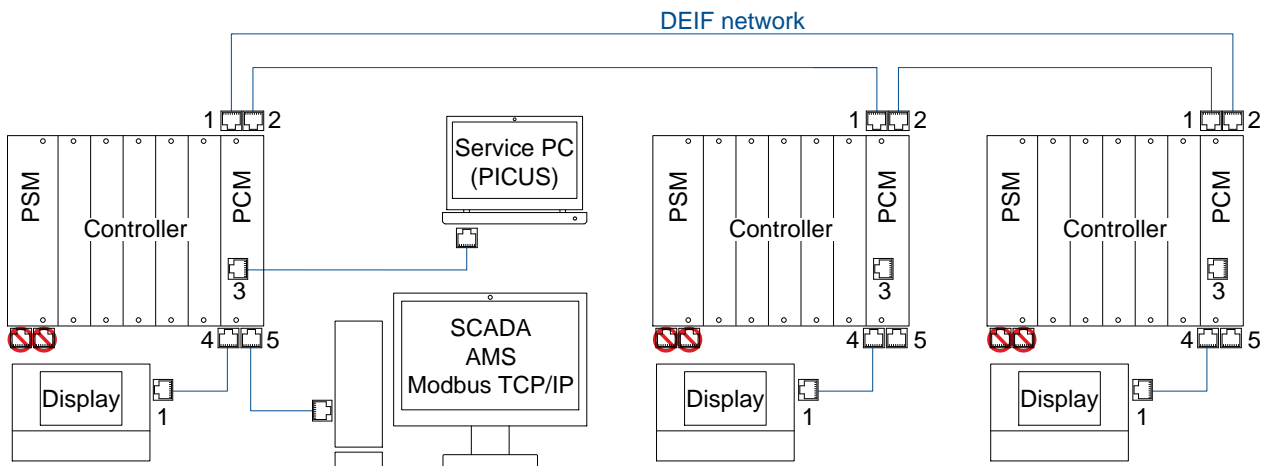 DEIF network
1
2
1
2
1
2
PSM
Controller
PCM
3
4
5
Service PC
(PICUS)
PSM
Controller
PCM
3
4
5
PSM
Controller
PCM
3
4
5
Display
1
SCADA
AMS
Modbus TCP/IP
Display
1
Display
1